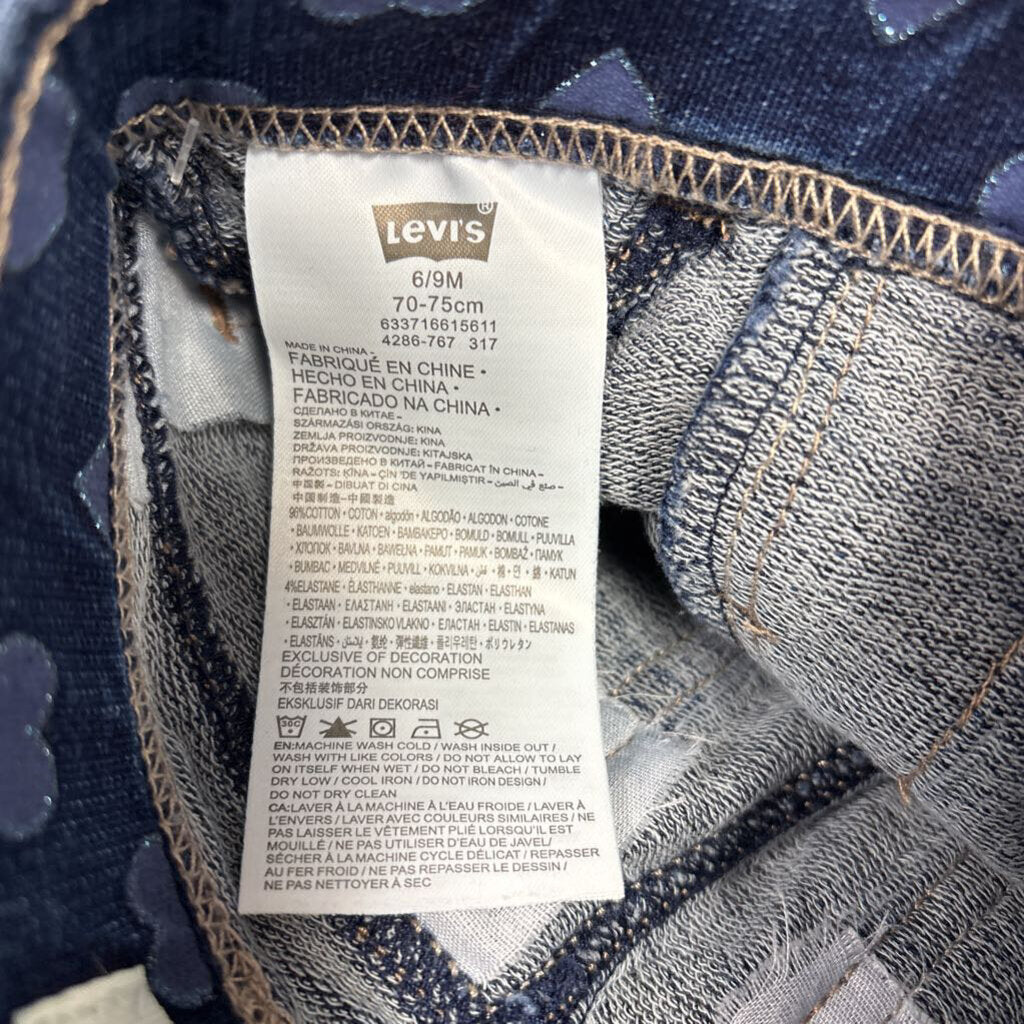 LEVI'S®
6/9M
70-75cm
633716615611
4286-767 317
MADE IN CHINA -
FABRIQUÉ EN CHINE •
HECHO EN CHINA •
FABRICADO NA CHINA •
СДЕЛАНО В КИТАЕ -
SZÁRMAZÁSI ORSZÁG: KINA
ZEMLJA PROIZVODNJE: KINA
DRŽAVA PROIZVODNJE: KITAJSKA
ПРОИЗВЕДЕНО В КИТАЙ - FABRICAT ÎN CHINA -
RAŽOTS: ĶĪNA - ÇİN 'DE YAPILMIŞTIR - صنع في الصين -
中国製 - DIBUAT DI CINA
中国制造-中國製造
96%COTTON • COTON • algodón • ALGODÃO • ALGODON • COTONE
• BAUMWOLLE • KATOEN • ΒΑΜΒΑΚΕΡΟ • BOMULD • BOMULL • PUUVILLA
• ХЛОПОК • BAVLNA • BAWEŁNA • PAMUT • PAMUK • BOMBAŽ • ПАМУК
• BUMBAC • MEDVILNĖ • PUUVILL • KOKVILNA • قطن • 棉 • 면 • 綿 • KATUN
4%ELASTANE • ÉLASTHANNE • elastano • ELASTAN • ELASTHAN
• ELASTAAN • ΕΛΑΣΤΑΝΗ • ELASTAANI • ЭЛАСТАН • ELASTYNA
• ELASZTÁN • ELASTINSKO VLAKNO • ЕЛАСТАН • ELASTIN • ELASTANAS
• ELASTĀNS • إيلاستين • 氨纶 • 弹性纖維 • 폴리우레탄 • ポリウレタン
EXCLUSIVE OF DECORATION
DÉCORATION NON COMPRISE
不包括装饰部分
EKSKLUSIF DARI DEKORASI
30C
EN:MACHINE WASH COLD / WASH INSIDE OUT /
WASH WITH LIKE COLORS / DO NOT ALLOW TO LAY
ON ITSELF WHEN WET / DO NOT BLEACH / TUMBLE
DRY LOW / COOL IRON / DO NOT IRON DESIGN /
DO NOT DRY CLEAN
CA:LAVER À LA MACHINE À L'EAU FROIDE / LAVER À
L'ENVERS / LAVER AVEC COULEURS SIMILAIRES / NE
PAS LAISSER LE VÊTEMENT PLIÉ LORSQU'IL EST
MOUILLÉ / NE PAS UTILISER D'EAU DE JAVEL/
SÉCHER À LA MACHINE CYCLE DÉLICAT / REPASSER
AU FER FROID / NE PAS REPASSER LE DESSIN /
NE PAS NETTOYER À SEC